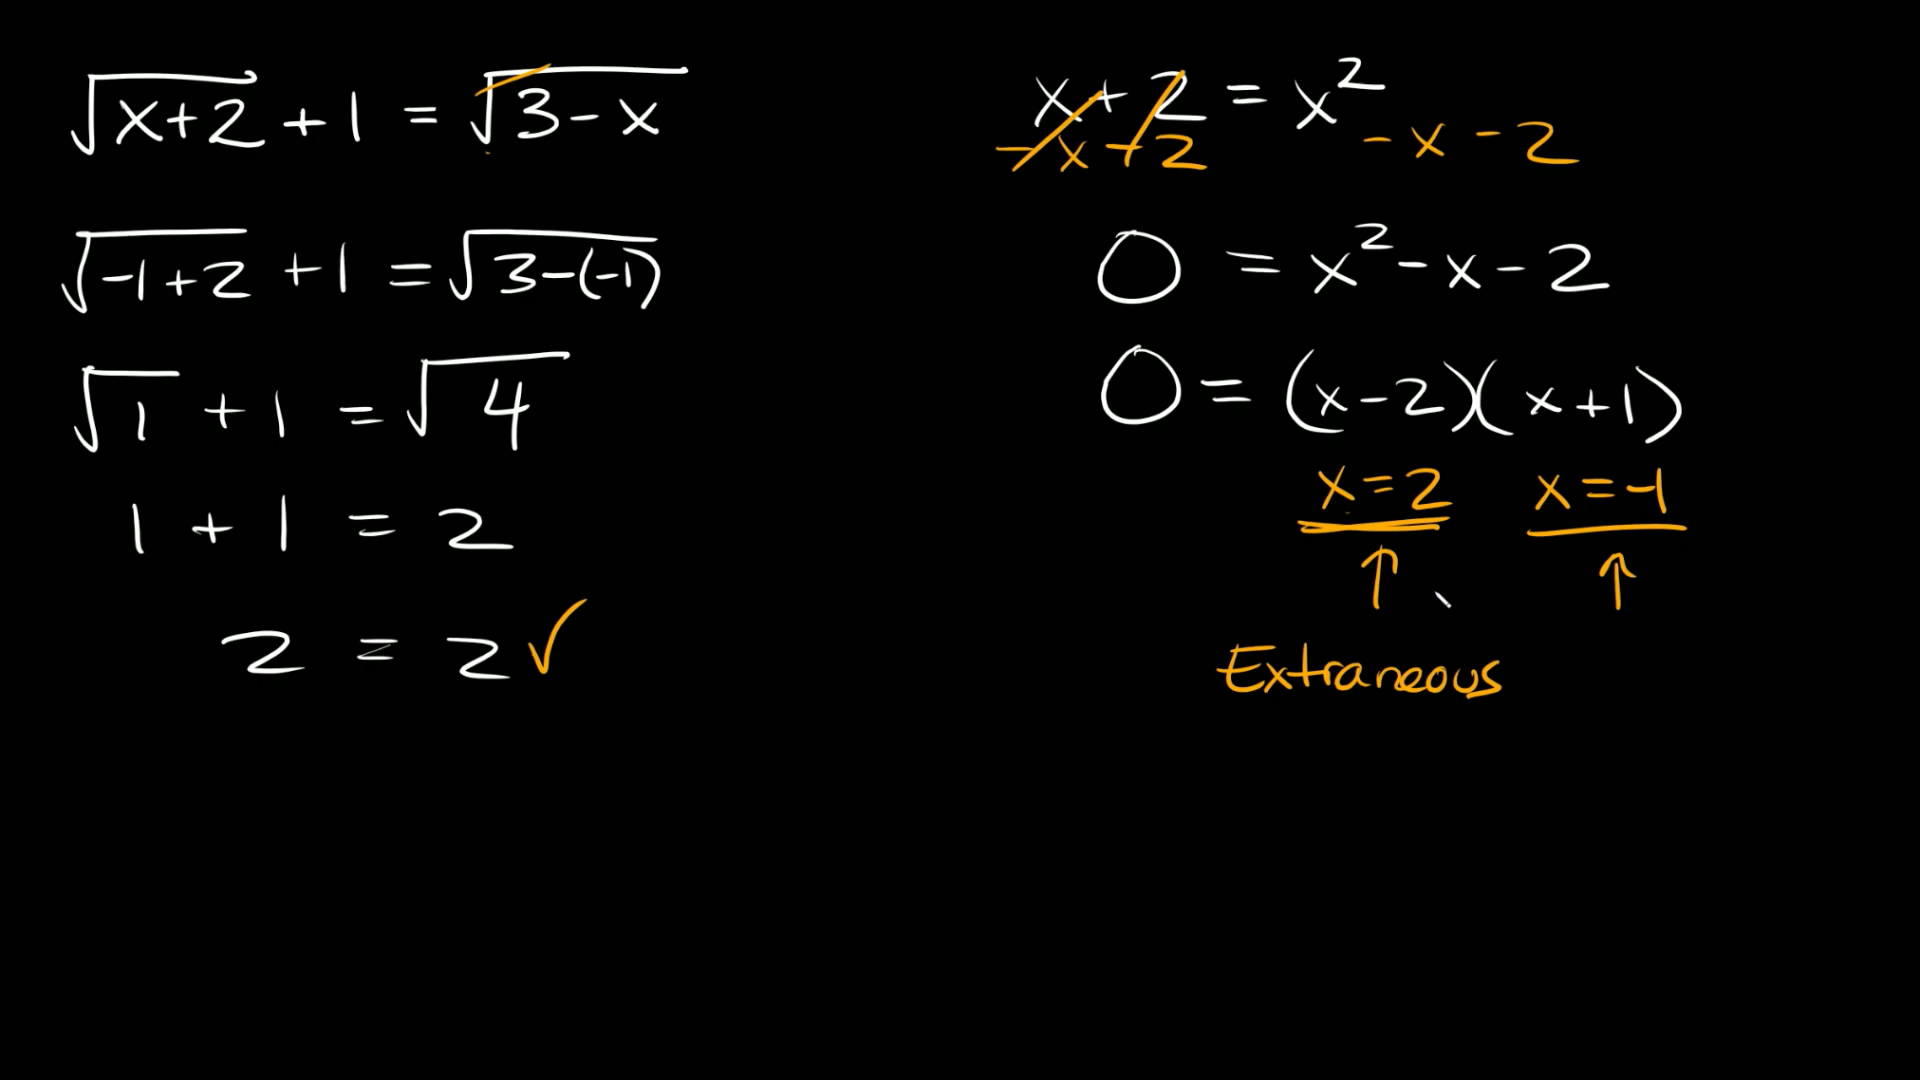 √(x+2) + 1 = √(3-x)
√(-1+2) + 1 = √(3-(-1))
√1 + 1 = √4
1 + 1 = 2
2 = 2 ✓
x+2 = x²
-x-2 -x-2
0 = x²-x-2
0 = (x-2)(x+1)
x=2 x=-1
↑ ↑
Extraneous